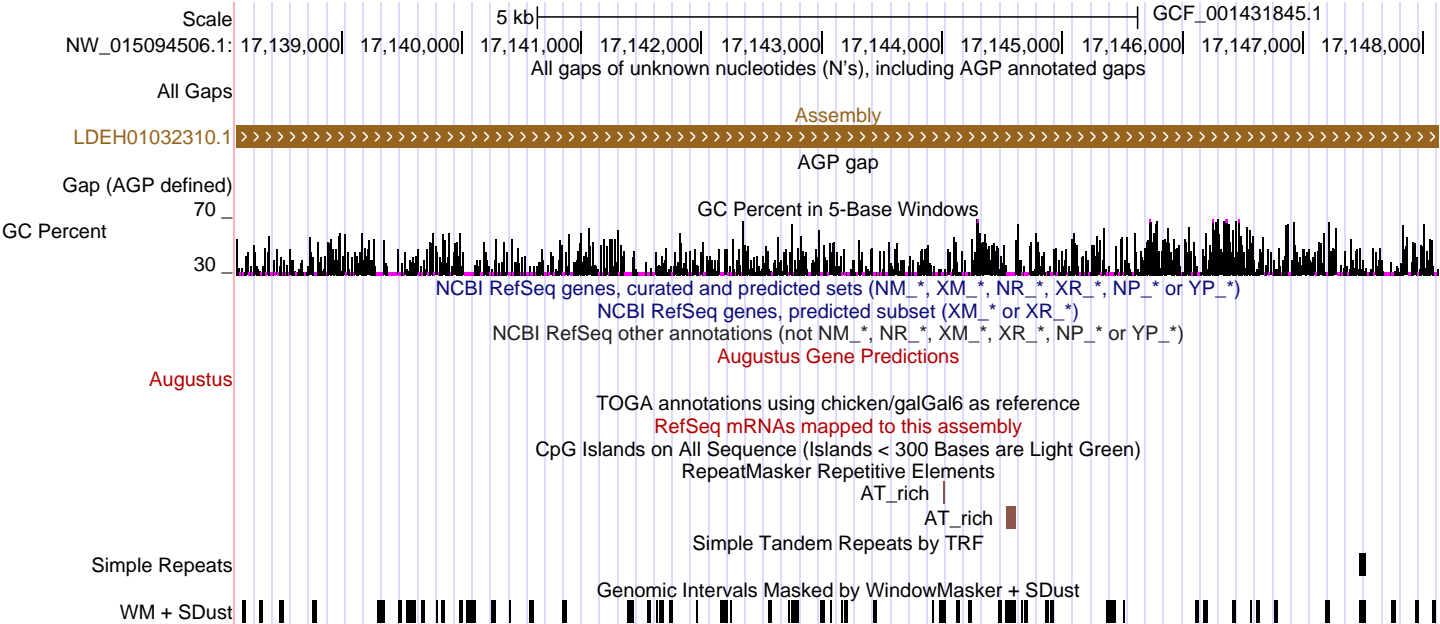 Scale 5 kb GCF_001431845.1
NW_015094506.1: 17,139,000 17,140,000 17,141,000 17,142,000 17,143,000 17,144,000 17,145,000 17,146,000 17,147,000 17,148,000
All gaps of unknown nucleotides (N's), including AGP annotated gaps
All Gaps
Assembly
LDEH01032310.1
AGP gap
Gap (AGP defined)
70 _ GC Percent in 5-Base Windows
GC Percent
30 _
NCBI RefSeq genes, curated and predicted sets (NM_*, XM_*, NR_*, XR_*, NP_* or YP_*)
NCBI RefSeq genes, predicted subset (XM_* or XR_*)
NCBI RefSeq other annotations (not NM_*, NR_*, XM_*, XR_*, NP_* or YP_*)
Augustus Gene Predictions
Augustus
TOGA annotations using chicken/galGal6 as reference
RefSeq mRNAs mapped to this assembly
CpG Islands on All Sequence (Islands < 300 Bases are Light Green)
RepeatMasker Repetitive Elements
AT_rich
AT_rich
Simple Tandem Repeats by TRF
Simple Repeats
Genomic Intervals Masked by WindowMasker + SDust
WM + SDust